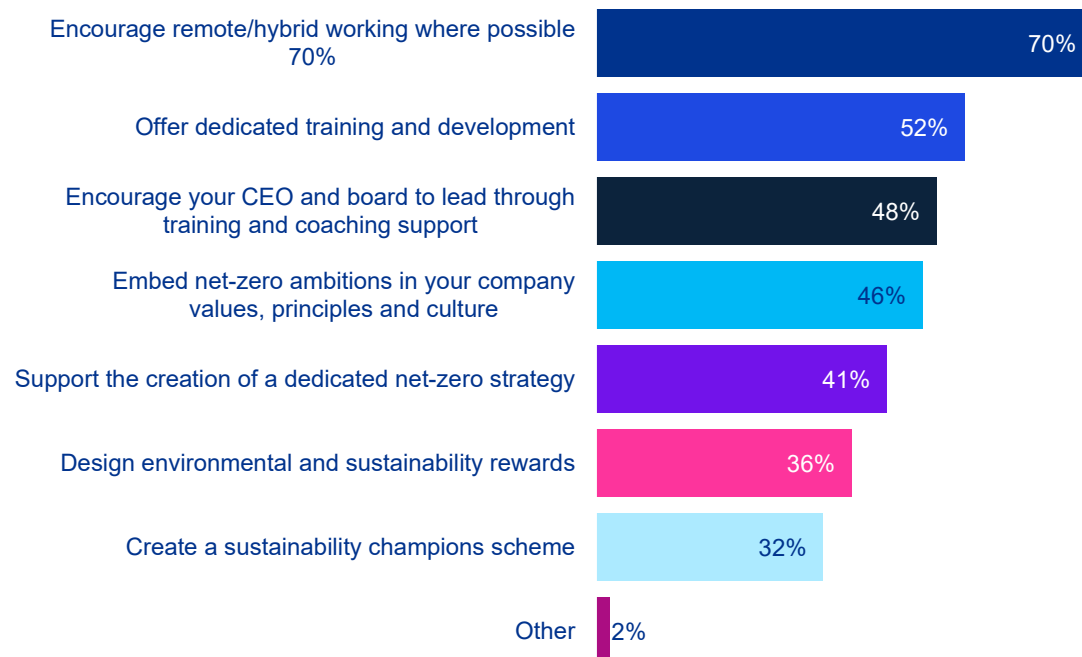 Encourage remote/hybrid working where possible
70%
70%
Offer dedicated training and development
52%
Encourage your CEO and board to lead through
training and coaching support
48%
Embed net-zero ambitions in your company
values, principles and culture
46%
Support the creation of a dedicated net-zero strategy
41%
Design environmental and sustainability rewards
36%
Create a sustainability champions scheme
32%
Other
2%